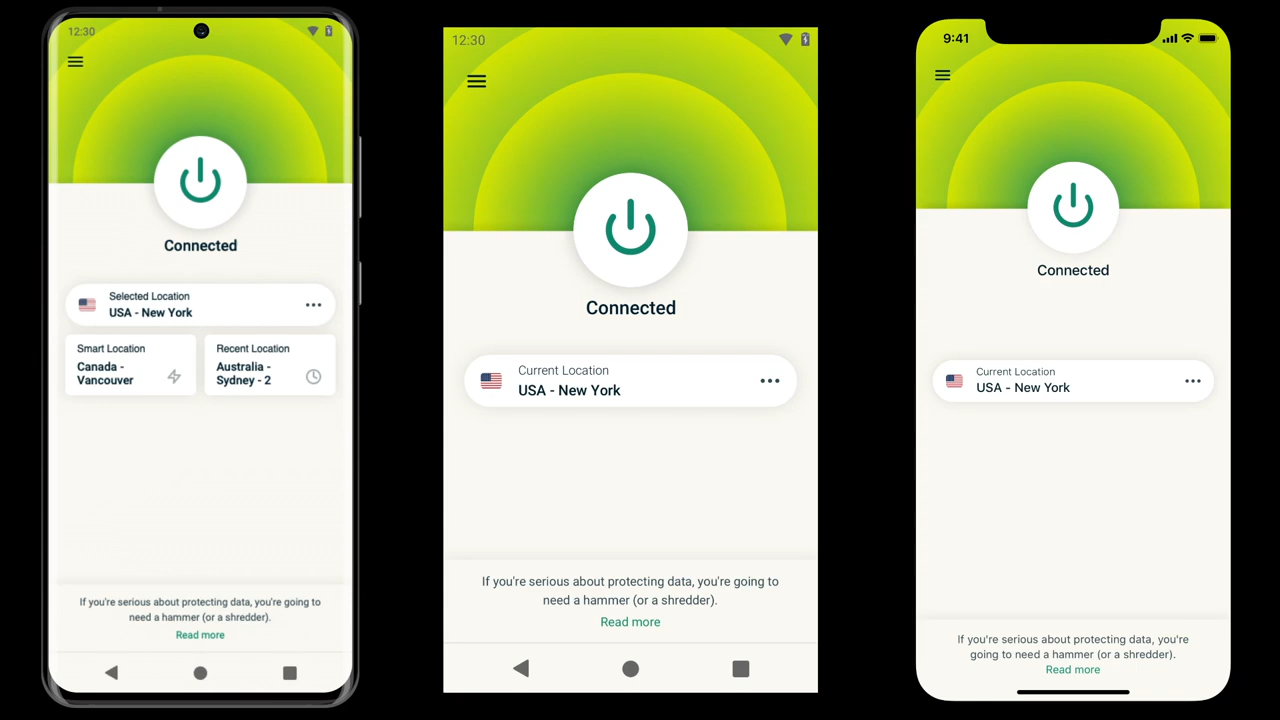 12:30
Connected
Selected Location
USA - New York
Smart Location
Canada -
Vancouver
Recent Location
Australia -
Sydney - 2
If you're serious about protecting data, you're going to
need a hammer (or a shredder).
Read more
12:30
Connected
Current Location
USA - New York
If you're serious about protecting data, you're going to
need a hammer (or a shredder).
Read more
9:41
Connected
Current Location
USA - New York
If you're serious about protecting data, you're
going to need a hammer (or a shredder).
Read more